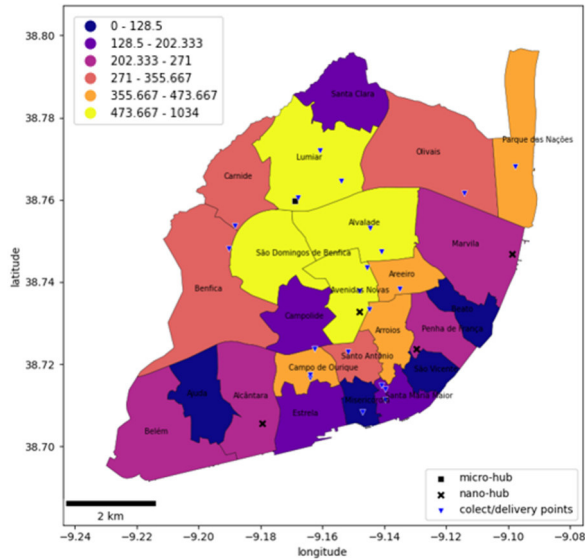 38.80
38.78
38.76
38.74
38.72
38.70
latitude
0 - 128.5
128.5 - 202.333
202.333 - 271
271 - 355.667
355.667 - 473.667
473.667 - 1034
Santa Clara
Parque das Nações
Lumiar
Olivais
Carnide
Alvalade
Marvila
São Domingos de Benfica
Areeiro
Benfica
Avenidas Novas
Beato
Campolide
Arroios
Penha de França
Santo António
Campo de Ourique
São Vicente
Ajuda
Alcântara
Estrela
Santa Maria Maior
Belém
2 km
micro-hub
nano-hub
colect/delivery points
−9.24
−9.22
−9.20
−9.18
−9.16
−9.14
−9.12
−9.10
−9.08
longitude